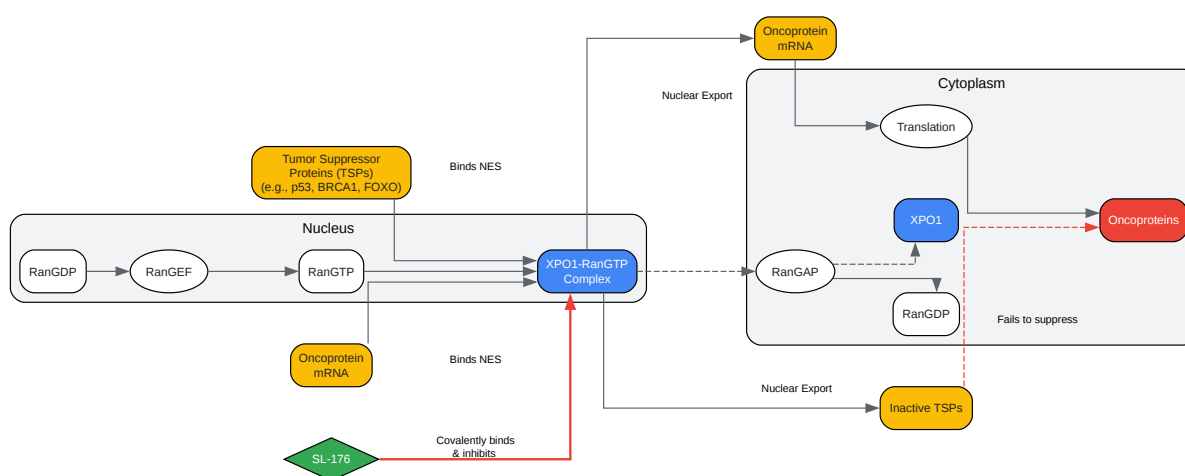 Oncoprotein
mRNA
Cytoplasm
Nuclear Export
Translation
Tumor Suppressor
Proteins (TSPs)
(e.g., p53, BRCA1, FOXO)
Binds NES
XPO1
Oncoproteins
Nucleus
RanGDP
RanGEF
RanGTP
XPO1-RanGTP
Complex
RanGAP
RanGDP
Fails to suppress
Oncoprotein
mRNA
Binds NES
Nuclear Export
Inactive TSPs
SL-176
Covalently binds
& inhibits